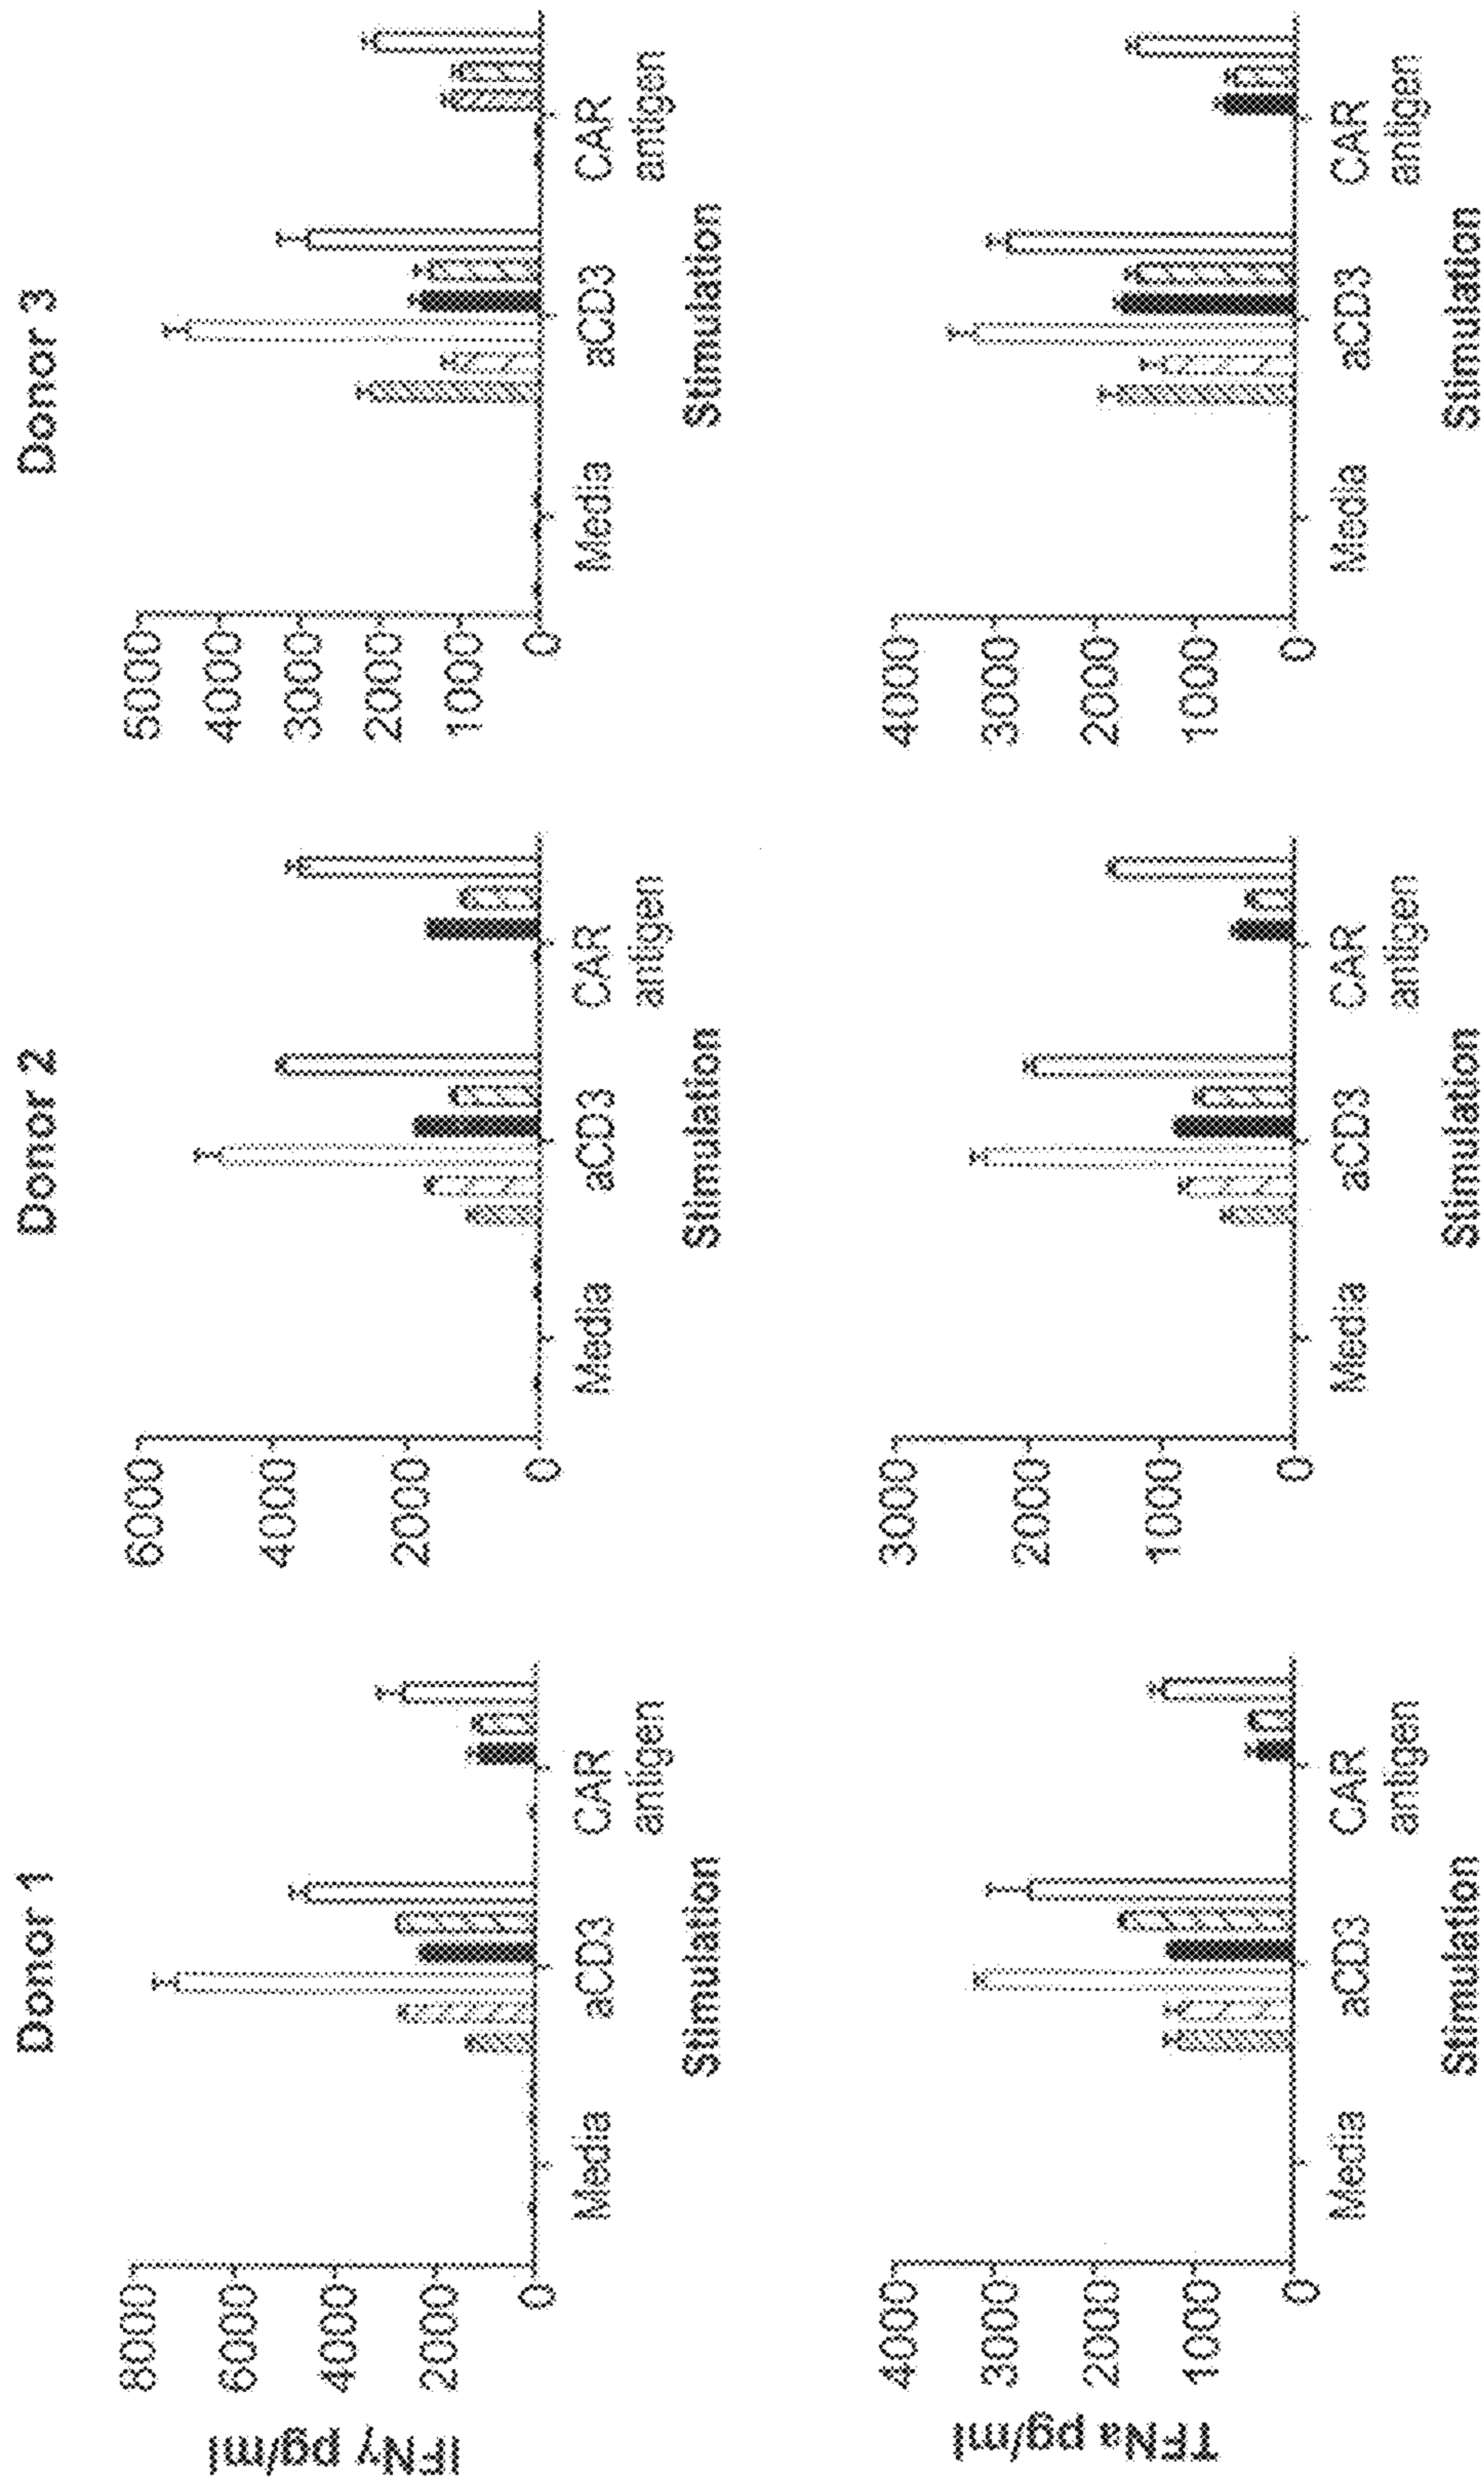 Donor 1
Donor 2
Donor 3
IFNγ pg/ml
8000
6000
4000
2000
0
Media
aCD3
CAR
antigen
Stimulation
6000
4000
2000
0
Media
aCD3
CAR
antigen
Stimulation
5000
4000
3000
2000
1000
0
Media
aCD3
CAR
antigen
Stimulation
TFNa pg/ml
4000
3000
2000
1000
0
Media
aCD3
CAR
antigen
Stimulation
3000
2000
1000
0
Media
aCD3
CAR
antigen
Stimulation
4000
3000
2000
1000
0
Media
aCD3
CAR
antigen
Stimulation